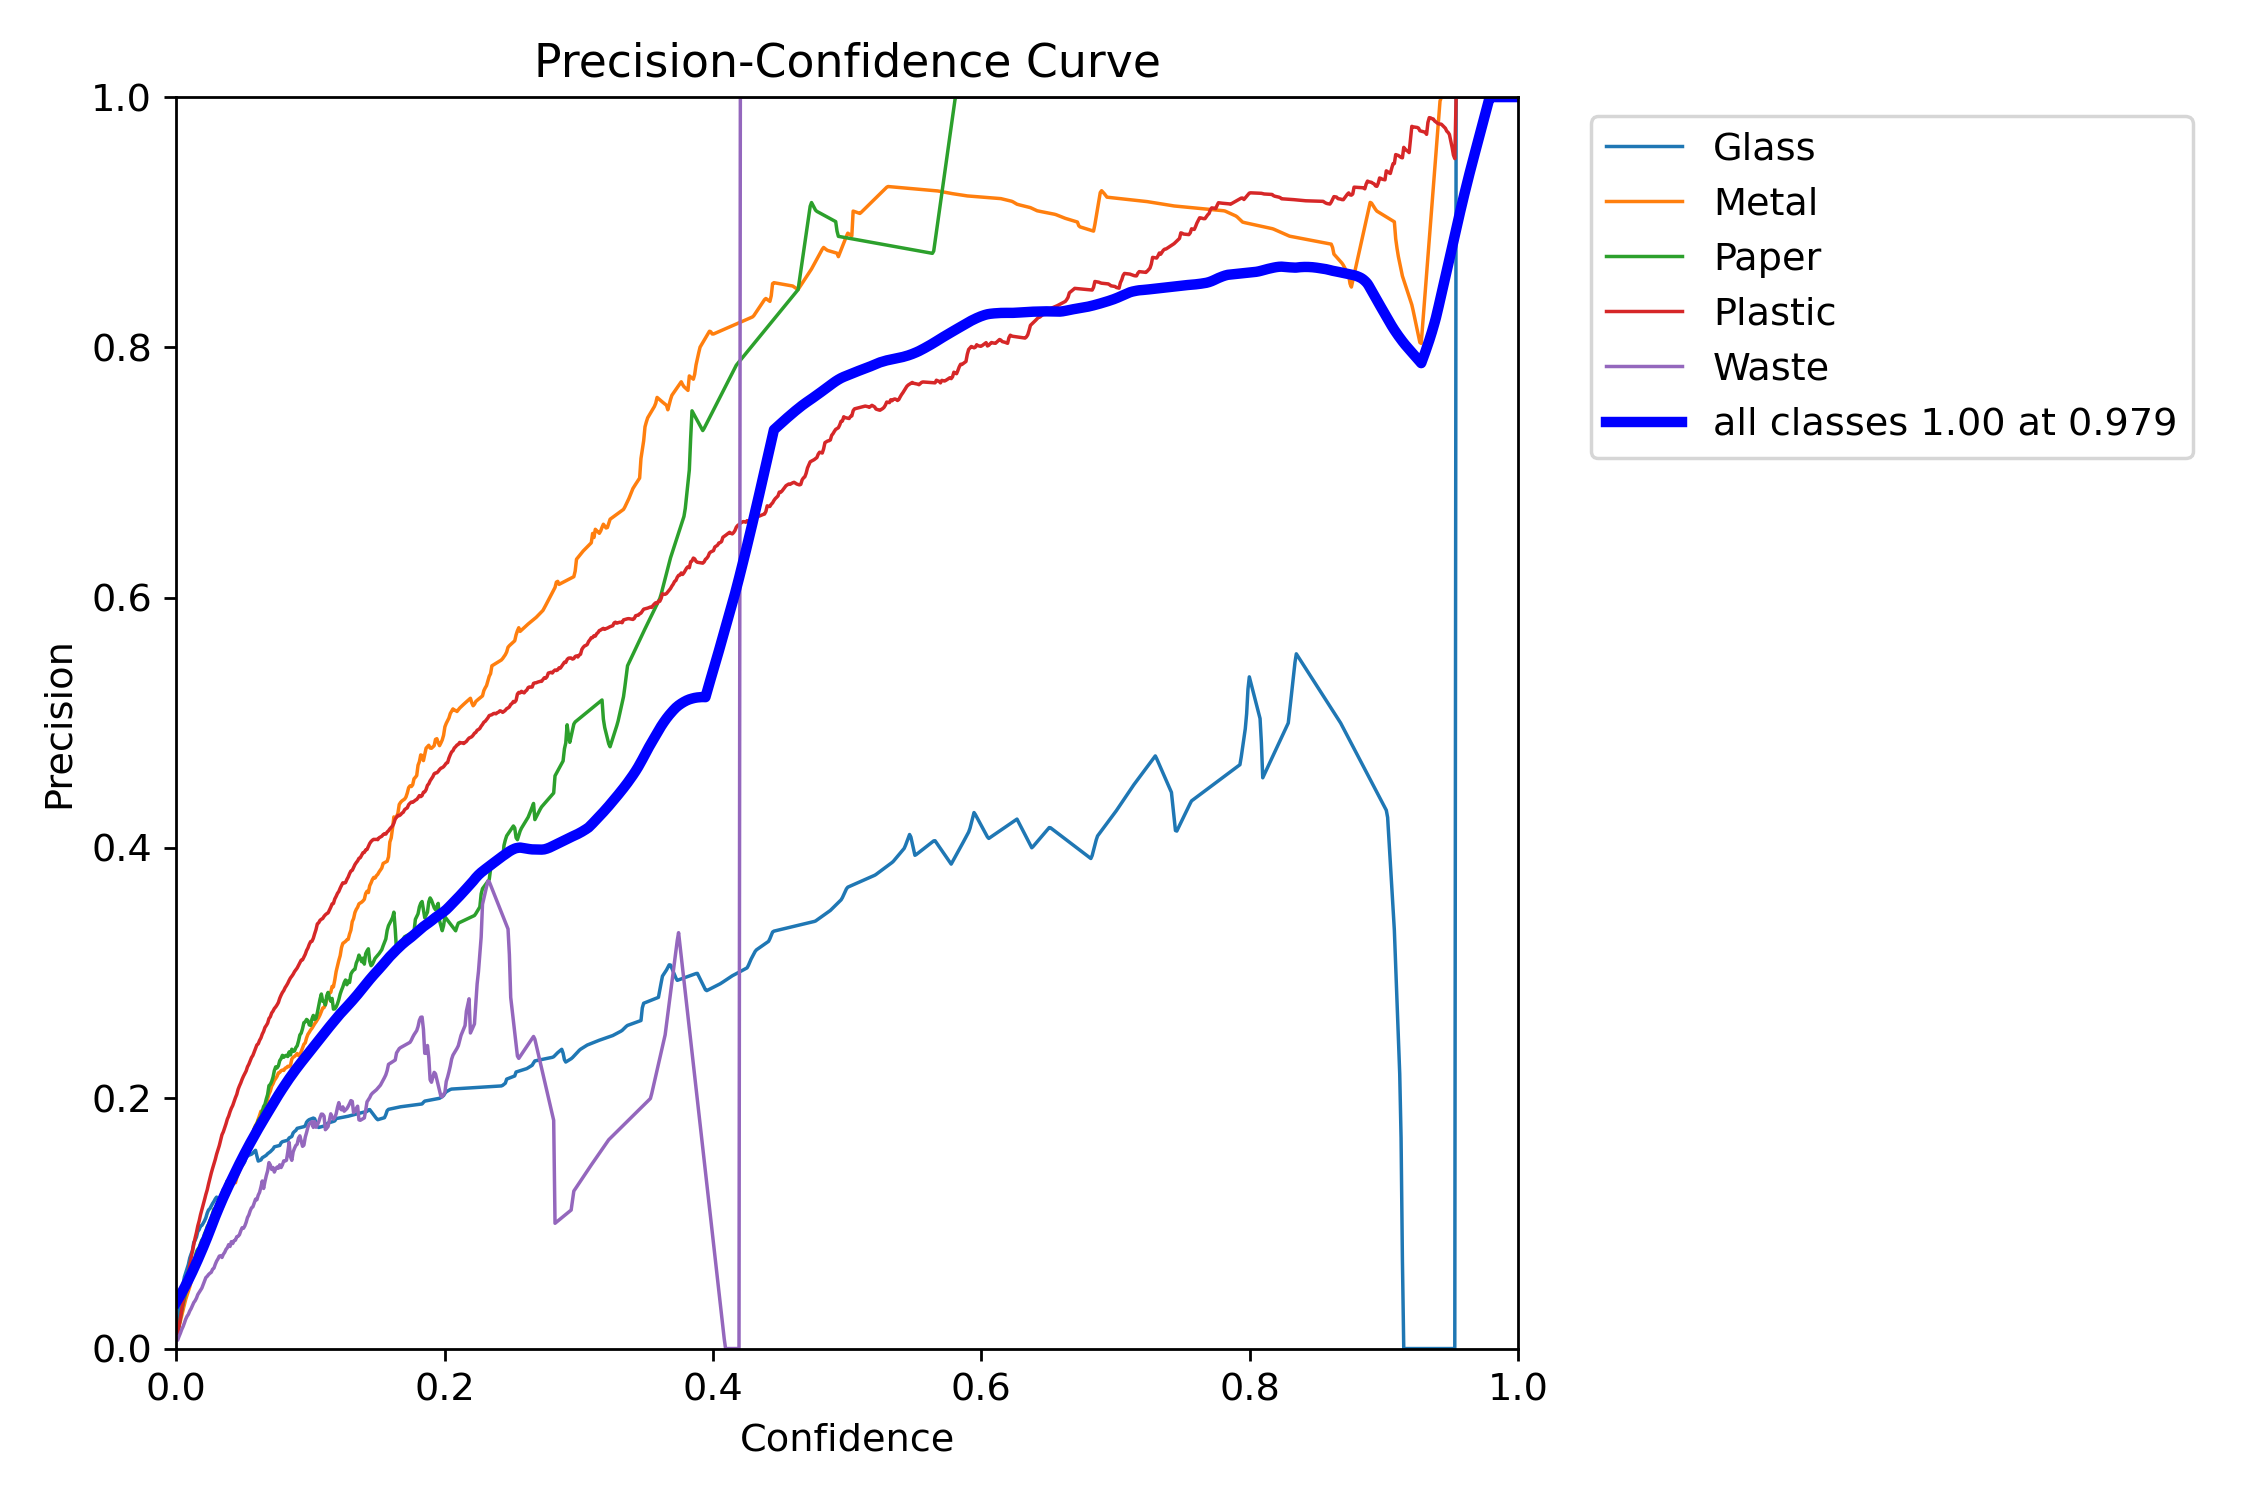 Precision-Confidence Curve
1.0
0.8
0.6
0.4
0.2
0.0
Precision
0.0 0.2 0.4 0.6 0.8 1.0
Confidence
Glass
Metal
Paper
Plastic
Waste
all classes 1.00 at 0.979